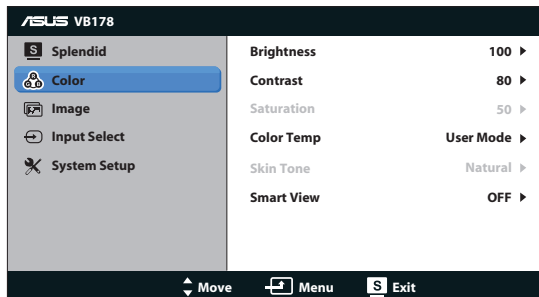 ASUS VB178
S Splendid
Color
Image
Input Select
System Setup
Brightness 100
Contrast 80
Saturation 50
Color Temp User Mode
Skin Tone Natural
Smart View OFF
Move Menu S Exit